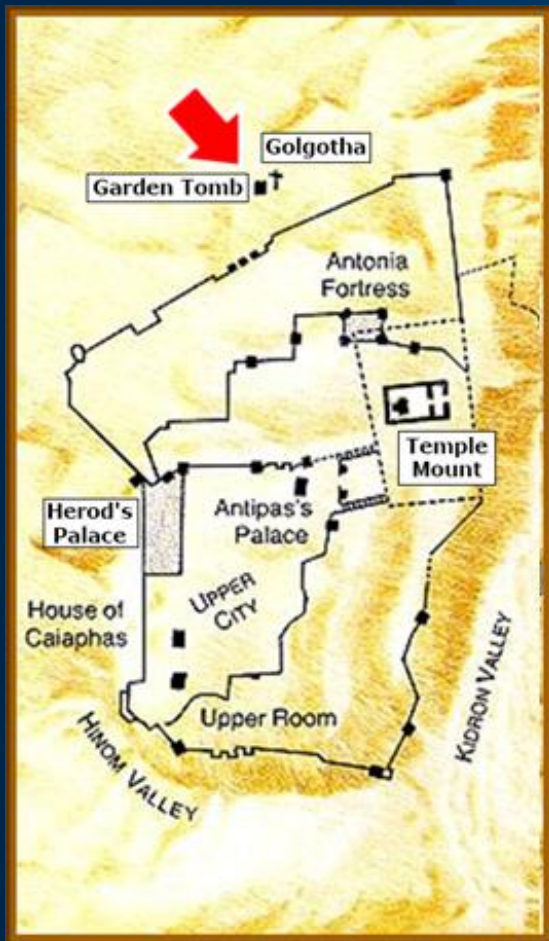 Golgotha
Garden Tomb
Antonia
Fortress
Temple
Mount
Herod's
Palace
Antipas's
Palace
House of
Caiaphas
UPPER
CITY
Upper Room
HINOM VALLEY
KIDRON VALLEY